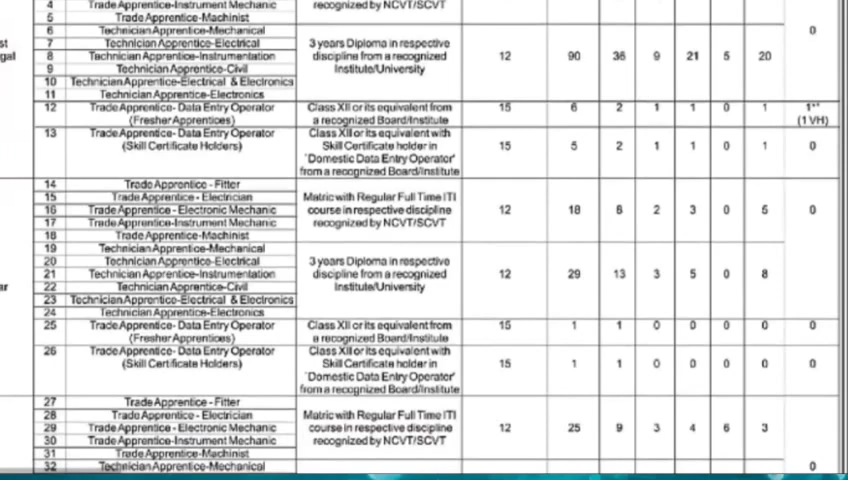 4 Trade Apprentice-Instrument Mechanic recognized by NCVT/SCVT
5 Trade Apprentice-Machinist
6 Technician Apprentice-Mechanical 0
st 7 Technician Apprentice-Electrical 3 years Diploma in respective
gal 8 Technician Apprentice-Instrumentation discipline from a recognized 12 90 36 9 21 5 20
9 Technician Apprentice-Civil Institute/University
10 Technician Apprentice-Electrical & Electronics
11 Technician Apprentice-Electronics
12 Trade Apprentice- Data Entry Operator Class XII or its equivalent from 15 6 2 1 1 0 1 1**
(Fresher Apprentices) a recognized Board/Institute (1 VH)
13 Trade Apprentice- Data Entry Operator Class XII or its equivalent with
(Skill Certificate Holders) Skill Certificate holder in 15 5 2 1 1 0 1 0
'Domestic Data Entry Operator'
from a recognized Board/Institute
14 Trade Apprentice - Fitter
15 Trade Apprentice - Electrician Matric with Regular Full Time ITI
16 Trade Apprentice - Electronic Mechanic course in respective discipline 12 18 8 2 3 0 5 0
17 Trade Apprentice-Instrument Mechanic recognized by NCVT/SCVT
18 Trade Apprentice-Machinist
19 Technician Apprentice-Mechanical
20 Technician Apprentice-Electrical 3 years Diploma in respective
21 Technician Apprentice-Instrumentation discipline from a recognized 12 29 13 3 5 0 8
ar 22 Technician Apprentice-Civil Institute/University
23 Technician Apprentice-Electrical & Electronics
24 Technician Apprentice-Electronics
25 Trade Apprentice- Data Entry Operator Class XII or its equivalent from 15 1 1 0 0 0 0 0
(Fresher Apprentices) a recognized Board/Institute
26 Trade Apprentice- Data Entry Operator Class XII or its equivalent with
(Skill Certificate Holders) Skill Certificate holder in 15 1 1 0 0 0 0 0
'Domestic Data Entry Operator'
from a recognized Board/Institute
27 Trade Apprentice - Fitter
28 Trade Apprentice - Electrician Matric with Regular Full Time ITI
29 Trade Apprentice - Electronic Mechanic course in respective discipline 12 25 9 3 4 6 3
30 Trade Apprentice-Instrument Mechanic recognized by NCVT/SCVT
31 Trade Apprentice-Machinist
32 Technician Apprentice-Mechanical 0